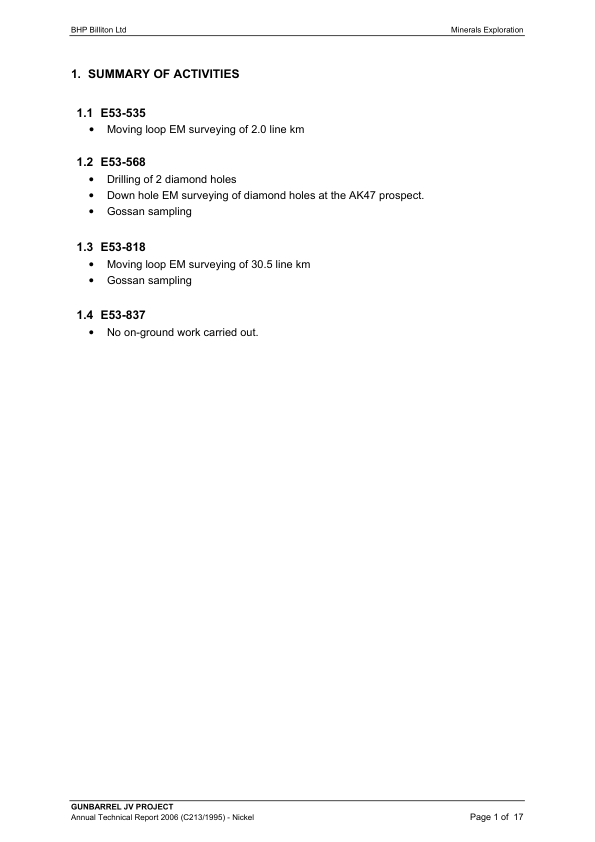 BHP Billiton Ltd Minerals Exploration
1. SUMMARY OF ACTIVITIES
1.1 E53-535
• Moving loop EM surveying of 2.0 line km
1.2 E53-568
• Drilling of 2 diamond holes
• Down hole EM surveying of diamond holes at the AK47 prospect.
• Gossan sampling
1.3 E53-818
• Moving loop EM surveying of 30.5 line km
• Gossan sampling
1.4 E53-837
• No on-ground work carried out.
GUNBARREL JV PROJECT
Annual Technical Report 2006 (C213/1995) - Nickel Page 1 of 17